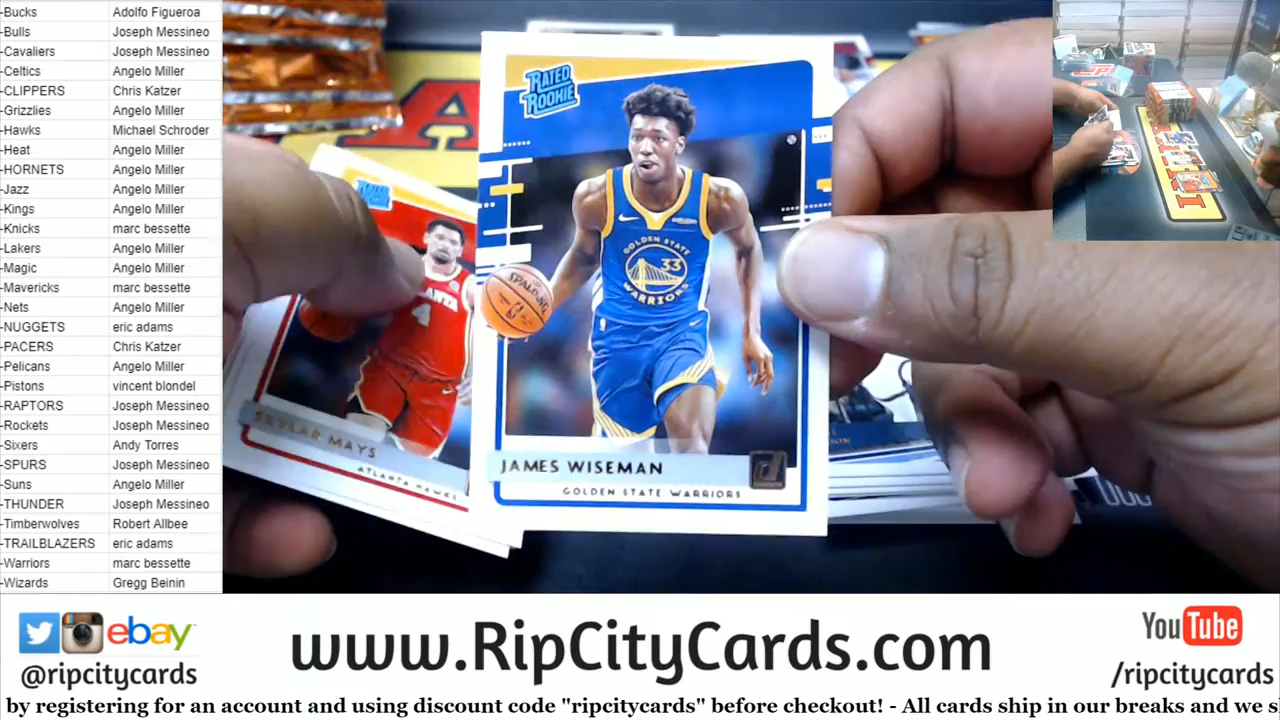 -Bucks Adolfo Figueroa
-Bulls Joseph Messineo
-Cavaliers Joseph Messineo
-Celtics Angelo Miller
-CLIPPERS Chris Katzer
-Grizzlies Angelo Miller
-Hawks Michael Schroder
-Heat Angelo Miller
-HORNETS Angelo Miller
-Jazz Angelo Miller
-Kings Angelo Miller
-Knicks marc bessette
-Lakers Angelo Miller
-Magic Angelo Miller
-Mavericks marc bessette
-Nets Angelo Miller
-NUGGETS eric adams
-PACERS Chris Katzer
-Pelicans Angelo Miller
-Pistons vincent blondel
-RAPTORS Joseph Messineo
-Rockets Joseph Messineo
-Sixers Andy Torres
-SPURS Joseph Messineo
-Suns Angelo Miller
-THUNDER Joseph Messineo
-Timberwolves Robert Allbee
-TRAILBLAZERS eric adams
-Warriors marc bessette
-Wizards Gregg Beinin
RATED
ROOKIE
GOLDEN STATE
33
WARRIORS
SPALDING
JAMES WISEMAN
GOLDEN STATE WARRIORS
4
SKYLAR MAYS
ATLANTA HAWKS
ebay
@ripcitycards
www.RipCityCards.com
YouTube
/ripcitycards
by registering for an account and using discount code "ripcitycards" before checkout! - All cards ship in our breaks and we s